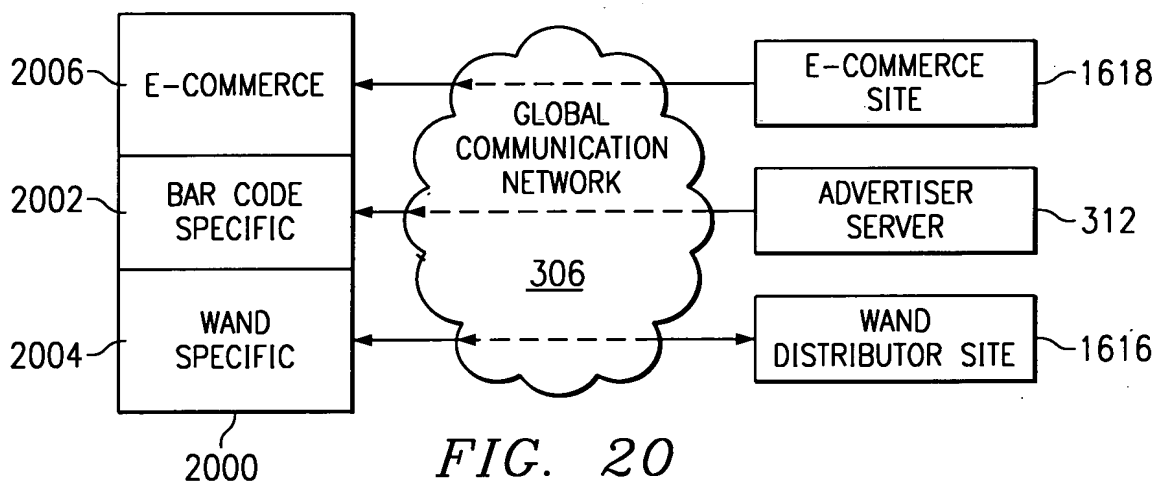 2006
E-COMMERCE
GLOBAL
COMMUNICATION
NETWORK
E-COMMERCE
SITE
1618
2002
BAR CODE
SPECIFIC
ADVERTISER
SERVER
312
306
2004
WAND
SPECIFIC
WAND
DISTRIBUTOR SITE
1616
2000
FIG. 20